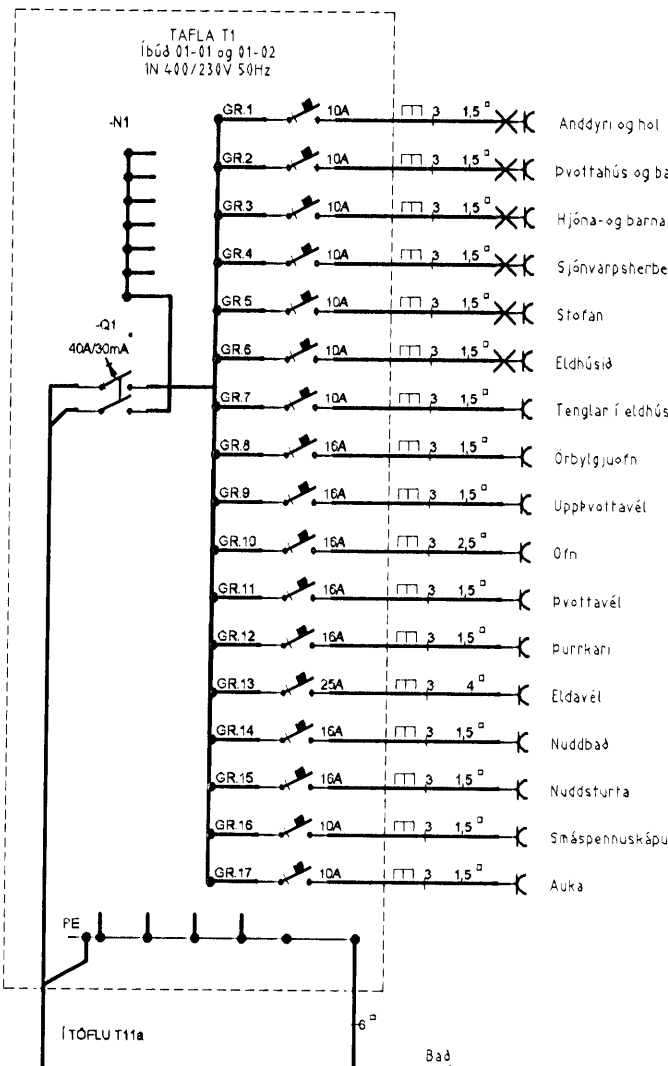 TAFLA T1
Íbúð 01-01 og 01-02
1N 400/230V 50Hz
-N1
-Q1
40A/30mA
GR.1 10A 3 1,5 Anddyri og hol
GR.2 10A 3 1,5 Þvottahús og ba
GR.3 10A 3 1,5 Hjóna-og barna
GR.4 10A 3 1,5 Sjónvarpsherbe
GR.5 10A 3 1,5 Stofan
GR.6 10A 3 1,5 Eldhúsið
GR.7 10A 3 1,5 Tenglar í eldhús
GR.8 16A 3 1,5 Örbylgjuofn
GR.9 16A 3 1,5 Uppþvottavél
GR.10 16A 3 2,5 Ofn
GR.11 16A 3 1,5 Þvottavél
GR.12 16A 3 1,5 Þurrkari
GR.13 25A 3 4 Eldavél
GR.14 16A 3 1,5 Nuddbað
GR.15 16A 3 1,5 Nuddsturta
GR.16 10A 3 1,5 Smáspennuskápu
GR.17 10A 3 1,5 Auka
PE
Í TÖFLU T11a
6
Bað